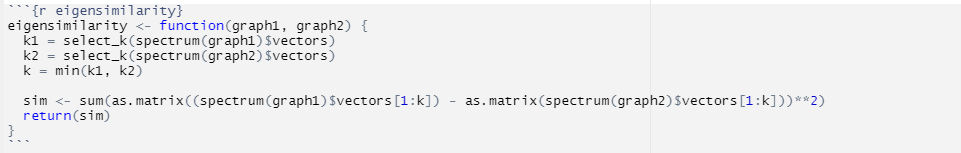 ```{r eigensimilarity}
eigensimilarity <- function(graph1, graph2) {
  k1 = select_k(spectrum(graph1)$vectors)
  k2 = select_k(spectrum(graph2)$vectors)
  k = min(k1, k2)

  sim <- sum(as.matrix((spectrum(graph1)$vectors[1:k]) - as.matrix(spectrum(graph2)$vectors[1:k]))**2)
  return(sim)
}
```